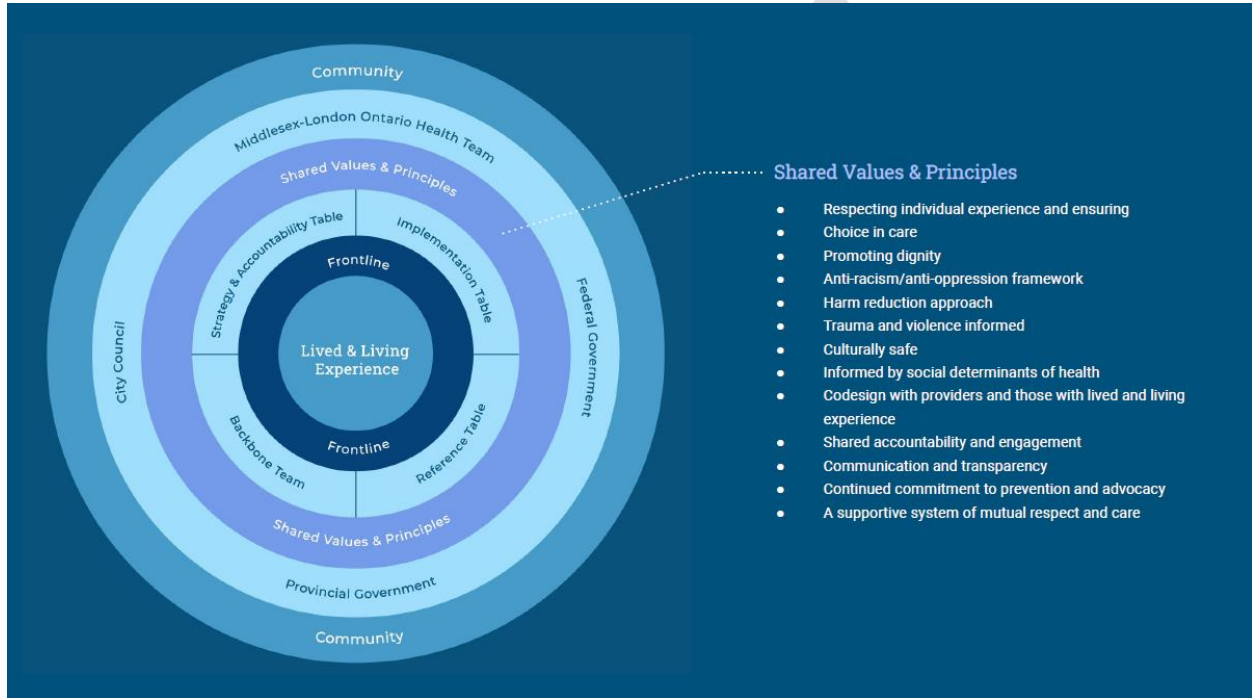 Community
Middlesex-London Ontario Health Team
Shared Values & Principles
Strategy & Accountability Table
Implementation Table
Frontline
City Council
Lived & Living
Experience
Federal Government
Frontline
Backbone Team
Reference Table
Shared Values & Principles
Provincial Government
Community
Shared Values & Principles
● Respecting individual experience and ensuring
● Choice in care
● Promoting dignity
● Anti-racism/anti-oppression framework
● Harm reduction approach
● Trauma and violence informed
● Culturally safe
● Informed by social determinants of health
● Codesign with providers and those with lived and living
experience
● Shared accountability and engagement
● Communication and transparency
● Continued commitment to prevention and advocacy
● A supportive system of mutual respect and care